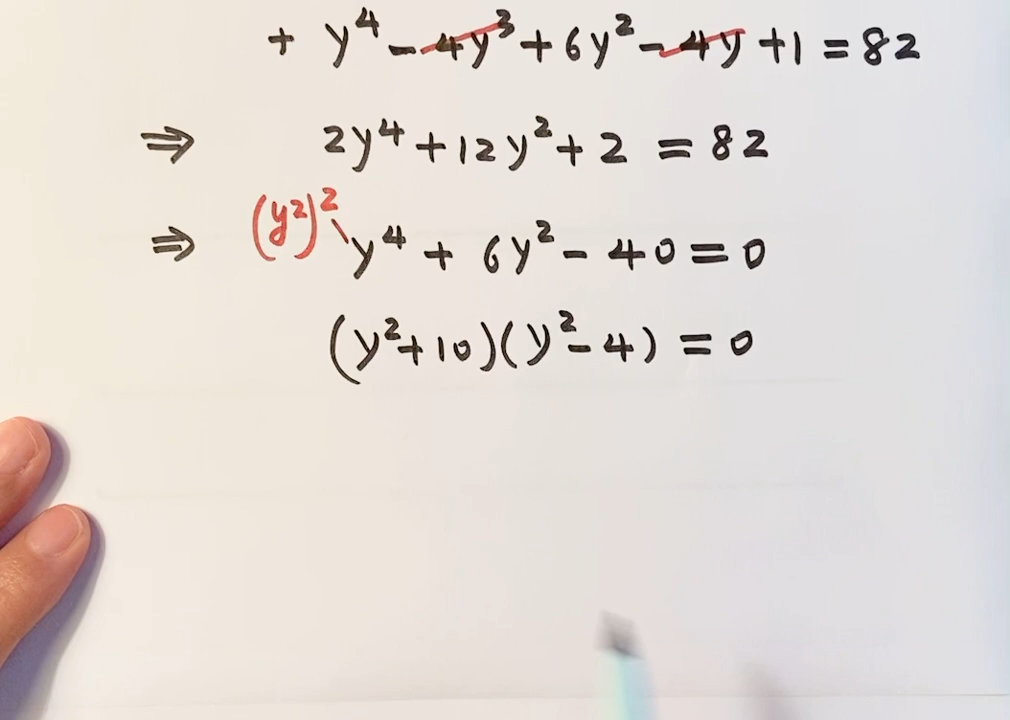 + y⁴ - 4y³ + 6y² - 4y + 1 = 82
⇒ 2y⁴ + 12y² + 2 = 82
⇒ (y²)² y⁴ + 6y² - 40 = 0
(y² + 10)(y² - 4) = 0